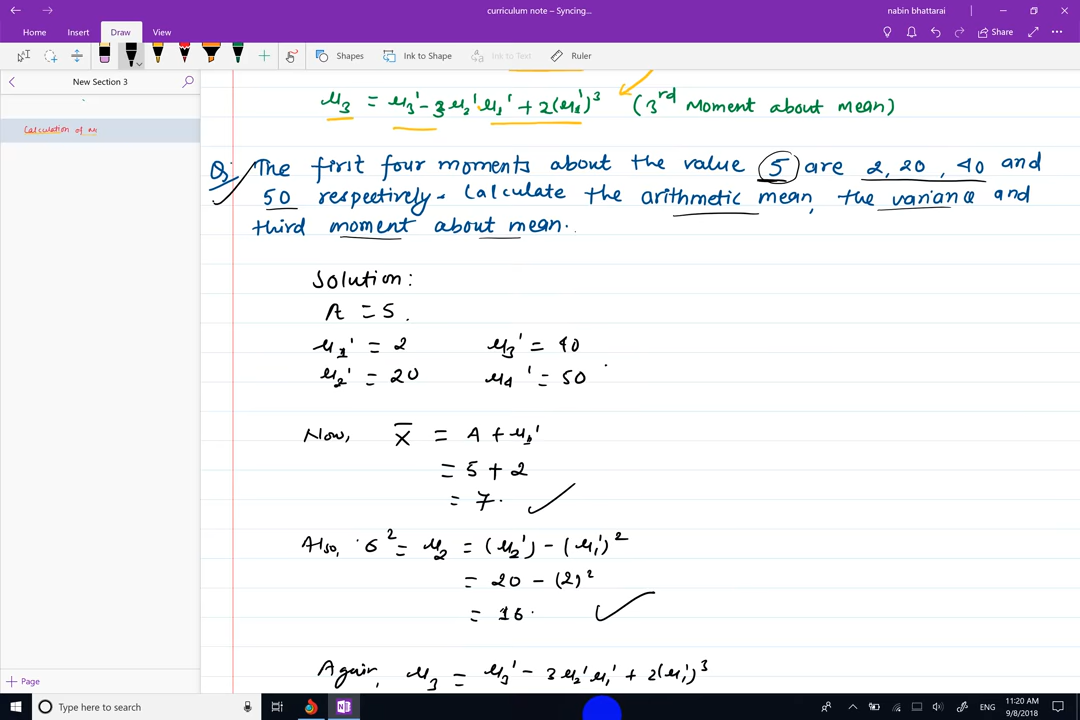 curriculum note - Syncing...
nabin bhattarai
Home Insert Draw View
Share
Shapes Ink to Shape Ink to Text Ruler
New Section 3
μ₃ = μ₃' - 3μ₂'μ₁' + 2(μ₁')³ (3rd Moment about mean)
Calculation of
Q: The first four moments about the value 5 are 2, 20, 40 and
50 respectively. Calculate the arithmetic mean, the variance and
third moment about mean.
Solution:
A = 5.
μ₁' = 2 μ₃' = 40
μ₂' = 20 μ₄' = 50
Now, X̄ = A + μ₁'
= 5 + 2
= 7.
Also, σ² = μ₂ = (μ₂') - (μ₁')²
= 20 - (2)²
= 16.
Again, μ₃ = μ₃' - 3μ₂'μ₁' + 2(μ₁')³
+ Page
Type here to search
ENG
11:20 AM
9/8/2018